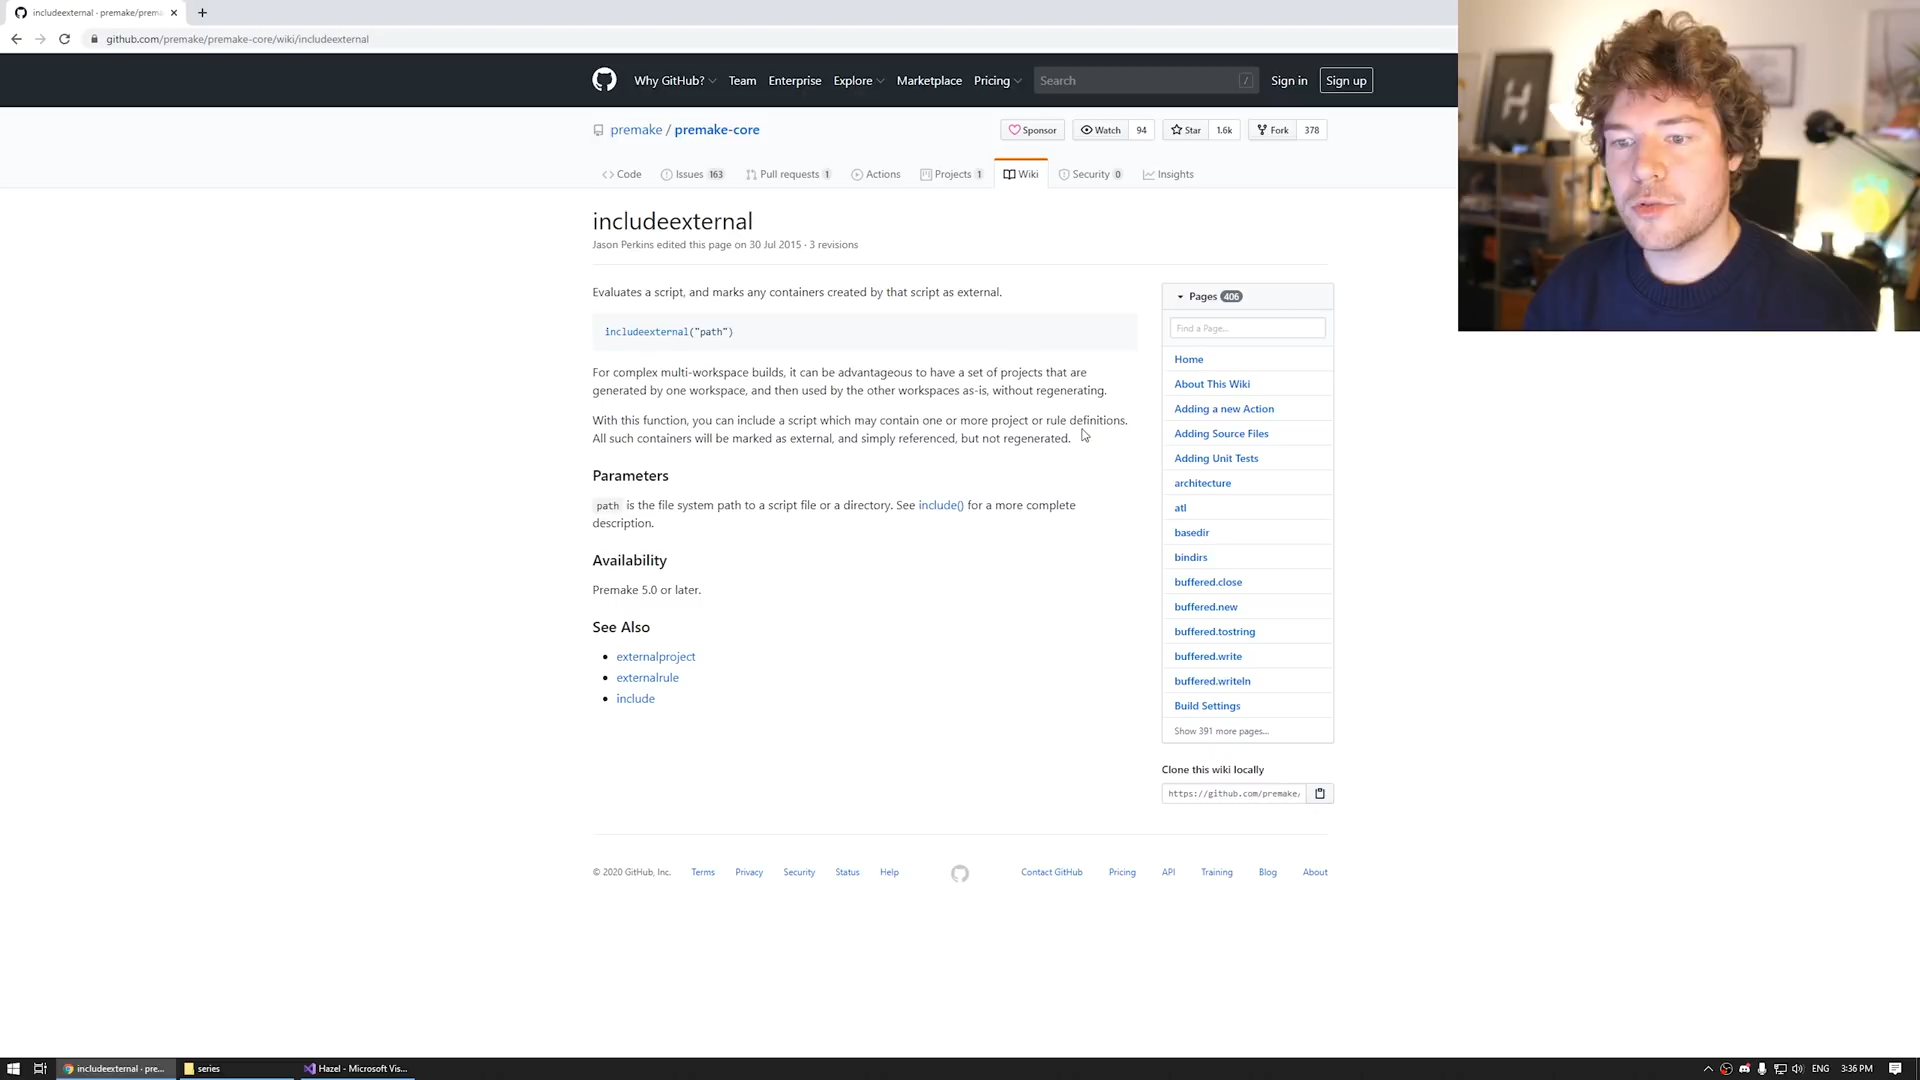 includeexternal · premake/prema
github.com/premake/premake-core/wiki/includeexternal
Why GitHub? Team Enterprise Explore Marketplace Pricing Search / Sign in Sign up
premake / premake-core
Sponsor Watch 94 Star 1.6k Fork 378
Code Issues 163 Pull requests 1 Actions Projects 1 Wiki Security 0 Insights
includeexternal
Jason Perkins edited this page on 30 Jul 2015 · 3 revisions
Evaluates a script, and marks any containers created by that script as external.
includeexternal("path")
For complex multi-workspace builds, it can be advantageous to have a set of projects that are
generated by one workspace, and then used by the other workspaces as-is, without regenerating.
With this function, you can include a script which may contain one or more project or rule definitions.
All such containers will be marked as external, and simply referenced, but not regenerated.
Parameters
path is the file system path to a script file or a directory. See include() for a more complete
description.
Availability
Premake 5.0 or later.
See Also
externalproject
externalrule
include
Pages 406
Find a Page...
Home
About This Wiki
Adding a new Action
Adding Source Files
Adding Unit Tests
architecture
atl
basedir
bindirs
buffered.close
buffered.new
buffered.tostring
buffered.write
buffered.writeln
Build Settings
Show 391 more pages...
Clone this wiki locally
https://github.com/premake/
© 2020 GitHub, Inc. Terms Privacy Security Status Help Contact GitHub Pricing API Training Blog About
includeexternal · pre... series Hazel - Microsoft Vis... ENG 3:36 PM